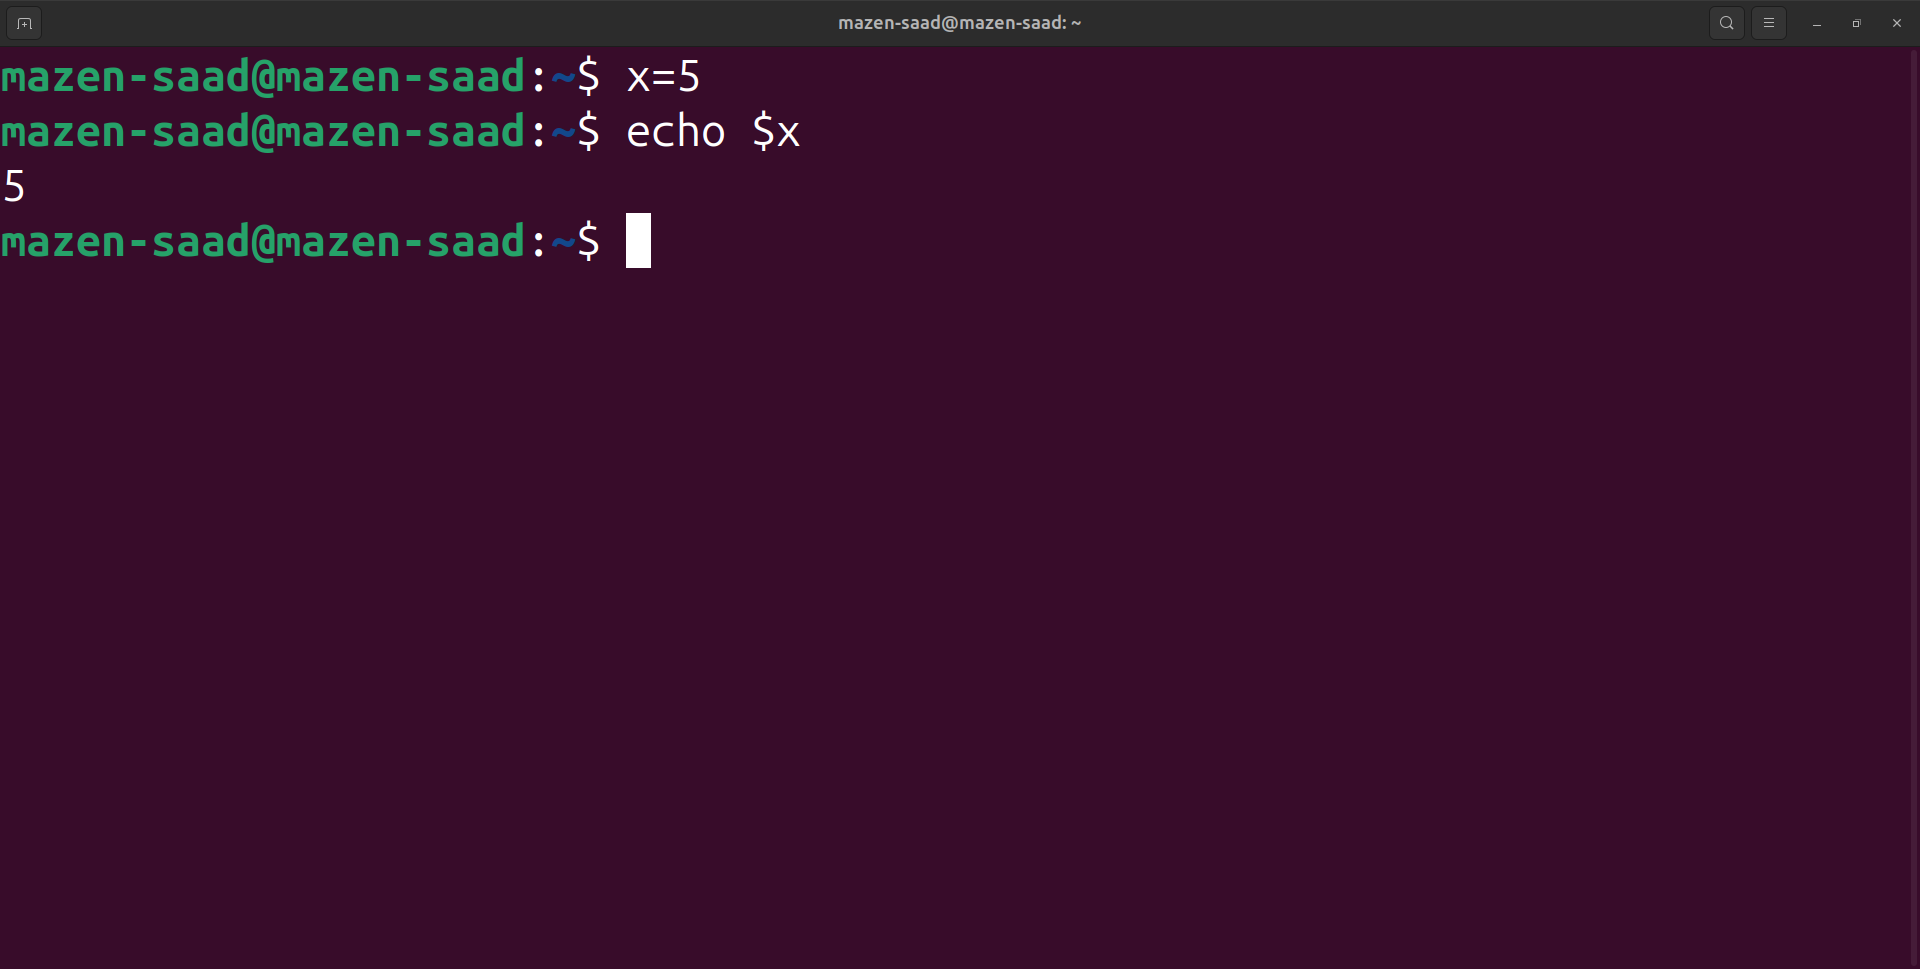 mazen-saad@mazen-saad: ~
mazen-saad@mazen-saad:~$ x=5
mazen-saad@mazen-saad:~$ echo $x
5
mazen-saad@mazen-saad:~$